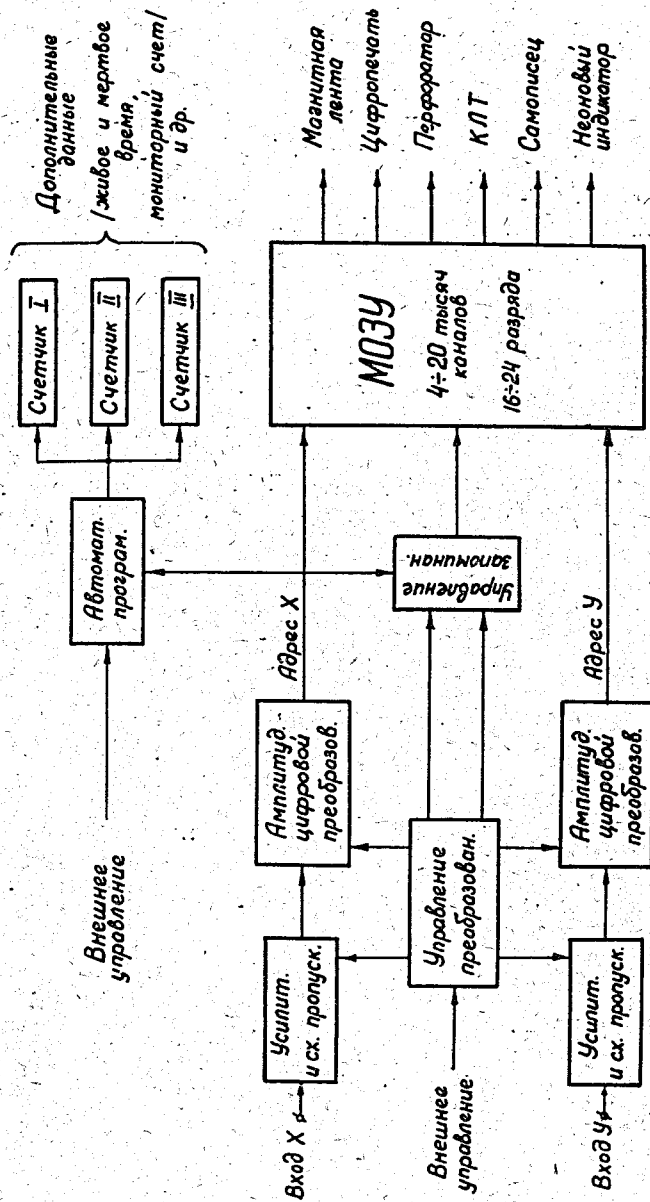 Дополнительные
данные
/живое и мертвое
время,
мониторный счет/
и др.
Счетчик I
Счетчик II
Счетчик III
Автомат.
програм.
Внешнее
управление
Магнитная
лента
Цифропечать
Перфоратор
КЛТ
Самописец
Неоновый
индикатор
МОЗУ
4÷20 тысяч
каналов
16÷24 разряда
Управление
запоминан.
Адрес X
Адрес У
Амплитуд.
цифровой
преобразов.
Управление
преобразован.
Амплитуд.
цифровой
преобразов.
Усилит.
и сх. пропуск.
Усилит.
и сх. пропуск.
Вход X
Внешнее
управление
Вход У